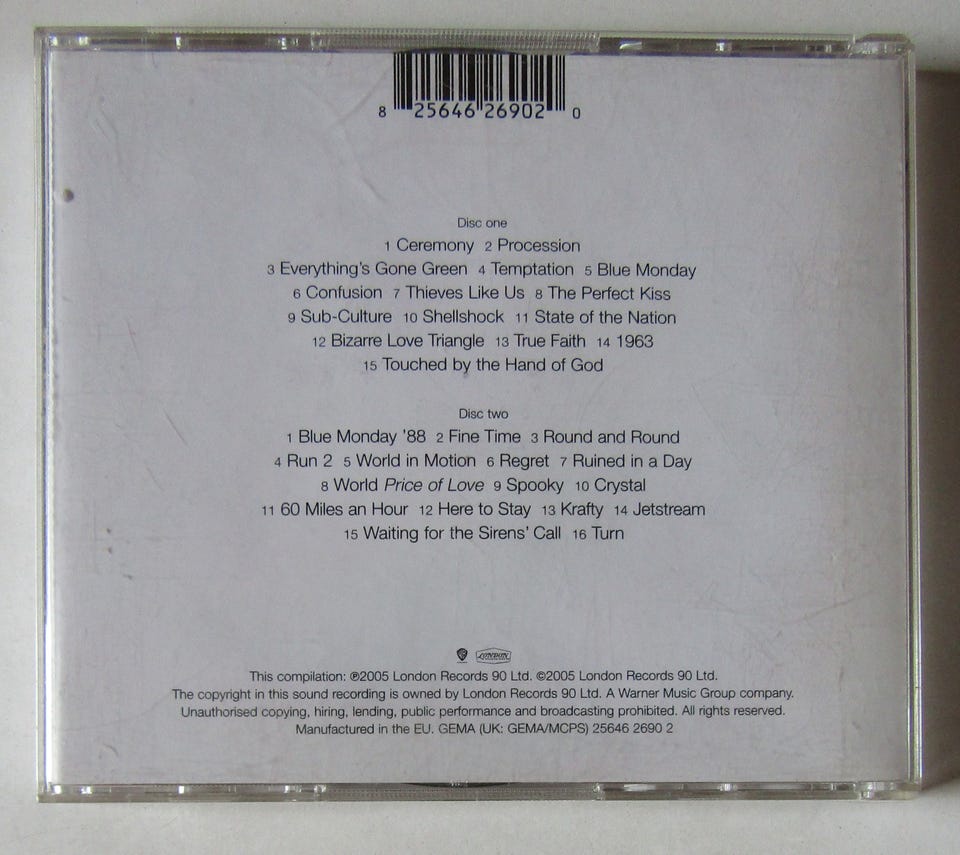 8 25646 26902 0
Disc one
1 Ceremony 2 Procession
3 Everything's Gone Green 4 Temptation 5 Blue Monday
6 Confusion 7 Thieves Like Us 8 The Perfect Kiss
9 Sub-Culture 10 Shellshock 11 State of the Nation
12 Bizarre Love Triangle 13 True Faith 14 1963
15 Touched by the Hand of God
Disc two
1 Blue Monday '88 2 Fine Time 3 Round and Round
4 Run 2 5 World in Motion 6 Regret 7 Ruined in a Day
8 World Price of Love 9 Spooky 10 Crystal
11 60 Miles an Hour 12 Here to Stay 13 Krafty 14 Jetstream
15 Waiting for the Sirens' Call 16 Turn
LONDON
This compilation: ℗2005 London Records 90 Ltd. ©2005 London Records 90 Ltd.
The copyright in this sound recording is owned by London Records 90 Ltd. A Warner Music Group company.
Unauthorised copying, hiring, lending, public performance and broadcasting prohibited. All rights reserved.
Manufactured in the EU. GEMA (UK: GEMA/MCPS) 25646 2690 2